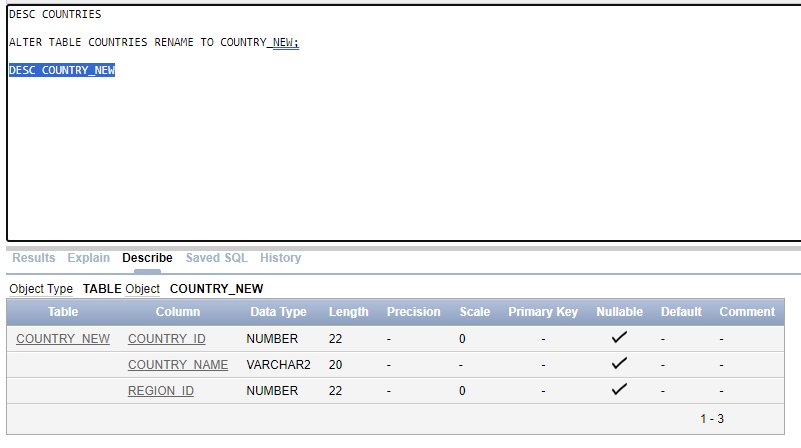 DESC COUNTRIES
ALTER TABLE COUNTRIES RENAME TO COUNTRY_NEW;
DESC COUNTRY_NEW
Results Explain Describe Saved SQL History
Object Type TABLE Object COUNTRY_NEW
Table Column Data Type Length Precision Scale Primary Key Nullable Default Comment
COUNTRY_NEW COUNTRY_ID NUMBER 22 - 0 - ✓ - -
COUNTRY_NAME VARCHAR2 20 - - - ✓ - -
REGION_ID NUMBER 22 - 0 - ✓ - -
1 - 3